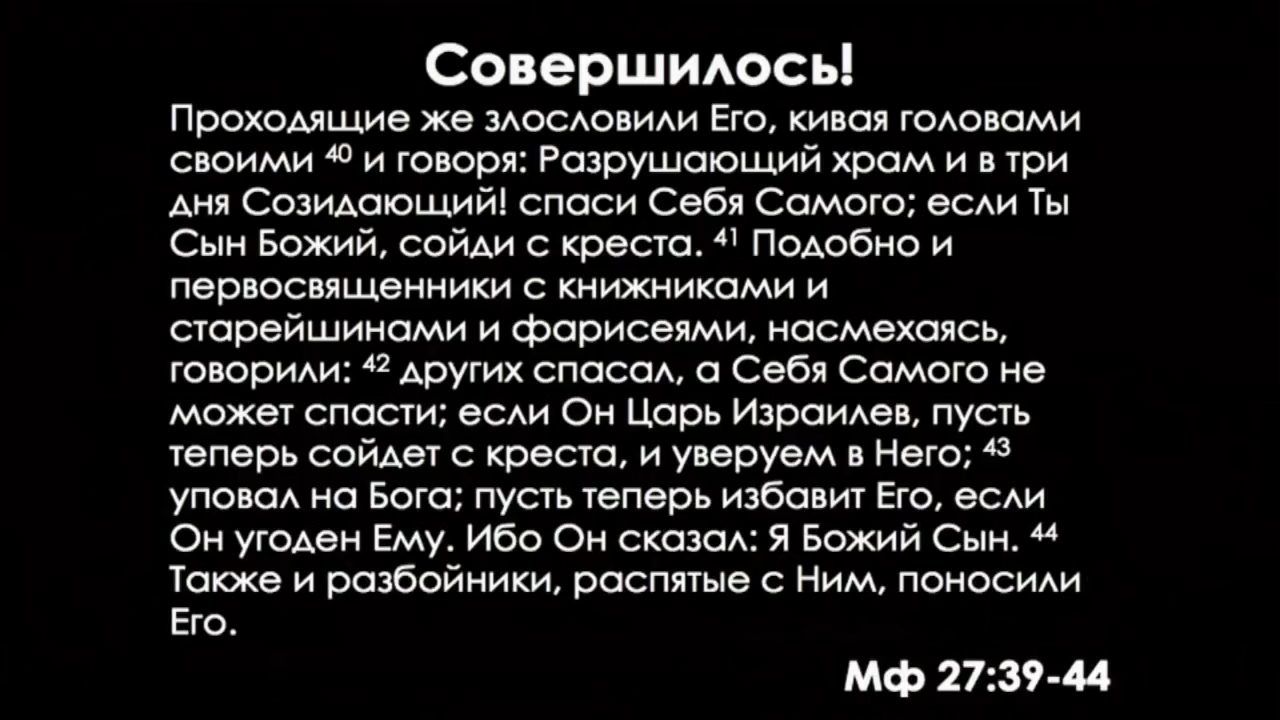 Совершилось!
Проходящие же злословили Его, кивая головами
своими 40 и говоря: Разрушающий храм и в три
дня Созидающий! спаси Себя Самого; если Ты
Сын Божий, сойди с креста. 41 Подобно и
первосвященники с книжниками и
старейшинами и фарисеями, насмехаясь,
говорили: 42 других спасал, а Себя Самого не
может спасти; если Он Царь Израилев, пусть
теперь сойдет с креста, и уверуем в Него; 43
уповал на Бога; пусть теперь избавит Его, если
Он угоден Ему. Ибо Он сказал: Я Божий Сын. 44
Также и разбойники, распятые с Ним, поносили
Его.
Мф 27:39-44